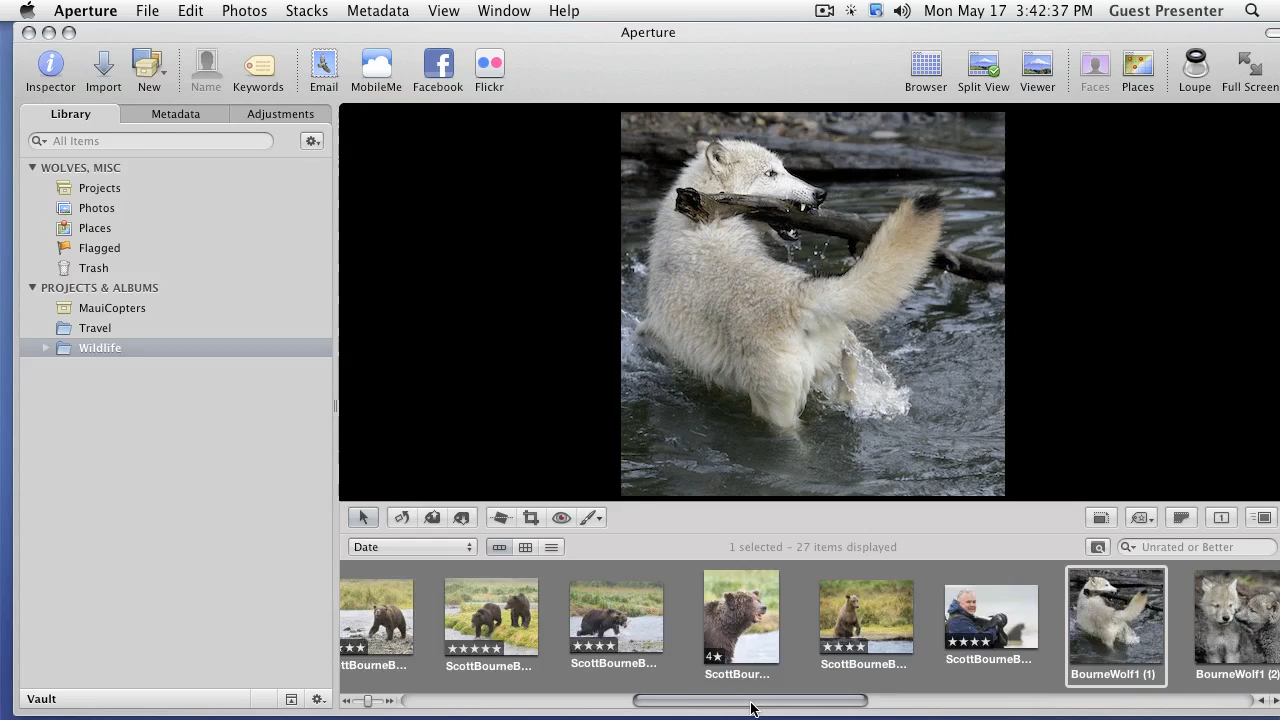 Aperture File Edit Photos Stacks Metadata View Window Help Mon May 17 3:42:37 PM Guest Presenter
Aperture
Inspector Import New Name Keywords Email MobileMe Facebook Flickr Browser Split View Viewer Faces Places Loupe Full Screen
Library Metadata Adjustments
All Items
WOLVES, MISC
Projects
Photos
Places
Flagged
Trash
PROJECTS & ALBUMS
MauiCopters
Travel
Wildlife
1
Date 1 selected – 27 items displayed Unrated or Better
4★
ttBourneB... ScottBourneB... ScottBourneB... ScottBour... ScottBourneB... ScottBourneB... BourneWolf1 (1) BourneWolf1 (2)
Vault